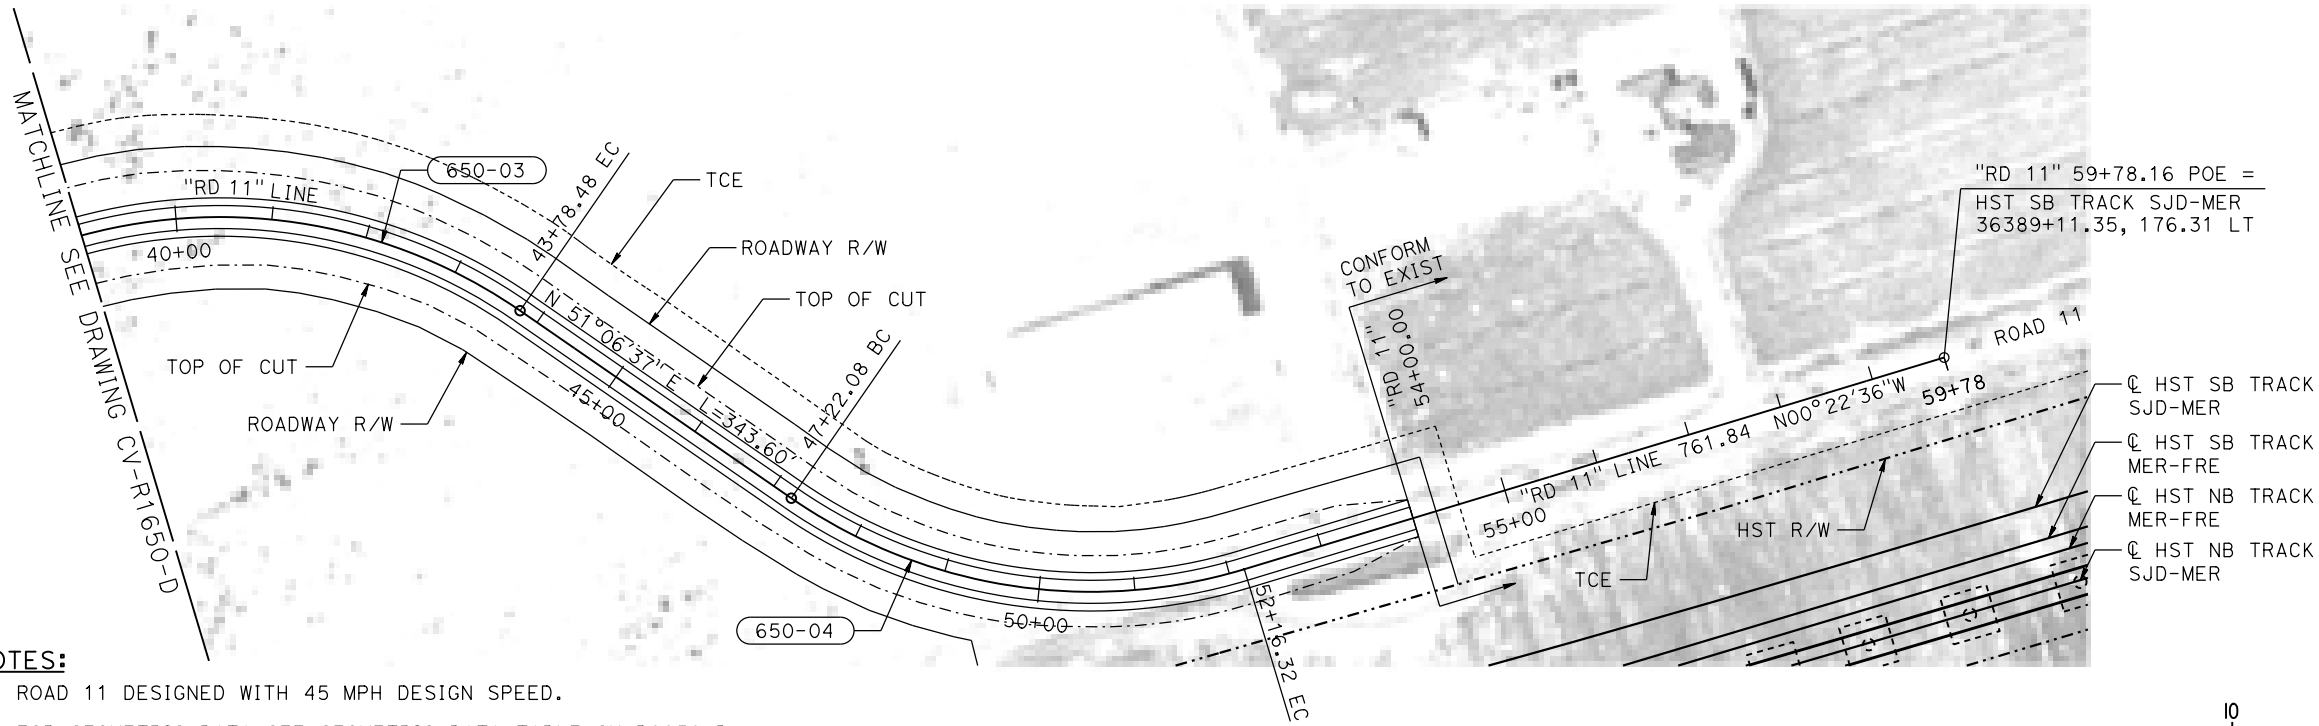 MATCHLINE SEE DRAWING CV-R1650-D
"RD 11" LINE
40+00
650-03
43+78.48 EC
TCE
ROADWAY R/W
TOP OF CUT
N 51°06'37" E
L=343.60'
47+22.08 BC
TOP OF CUT
ROADWAY R/W
45+00
650-04
50+00
52+16.32 EC
CONFORM
TO EXIST
"RD 11"
54+00.00
55+00
"RD 11" LINE 761.84 N00°22'36"W
59+78
"RD 11" 59+78.16 POE =
HST SB TRACK SJD-MER
36389+11.35, 176.31 LT
ROAD 11
TCE
HST R/W
℄ HST SB TRACK
SJD-MER
℄ HST SB TRACK
MER-FRE
℄ HST NB TRACK
MER-FRE
℄ HST NB TRACK
SJD-MER
OTES:
ROAD 11 DESIGNED WITH 45 MPH DESIGN SPEED.
10